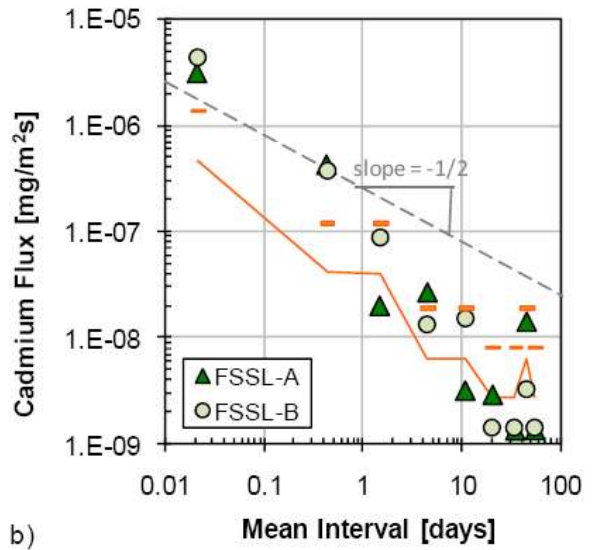 1.E-05
1.E-06
1.E-07
1.E-08
1.E-09
Cadmium Flux [mg/m²s]
slope = -1/2
FSSL-A
FSSL-B
0.01 0.1 1 10 100
Mean Interval [days]
b)